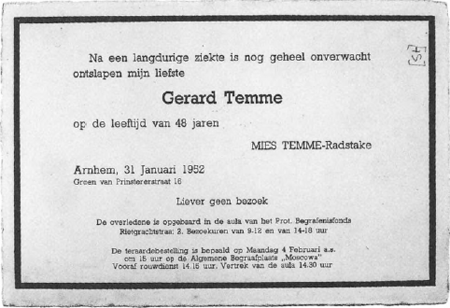 Na een langdurige ziekte is nog geheel onverwacht
ontslapen mijn liefste
Gerard Temme
op de leeftijd van 48 jaren
MIES TEMME-Radstake
Arnhem, 31 Januari 1952
Groen van Prinstererstraat 16
Liever geen bezoek
De overledene is opgebaard in de aula van het Prot. Begrafenisfonds
Rietgrachtstraat 2. Bezoekuren van 9-12 en van 14-16 uur
De teraardebestelling is bepaald op Maandag 4 Februari a.s.
om 15 uur op de Algemene Begraafplaats „Moscowa"
Vooraf rouwdienst 14.15 uur. Vertrek van de aula 14.30 uur